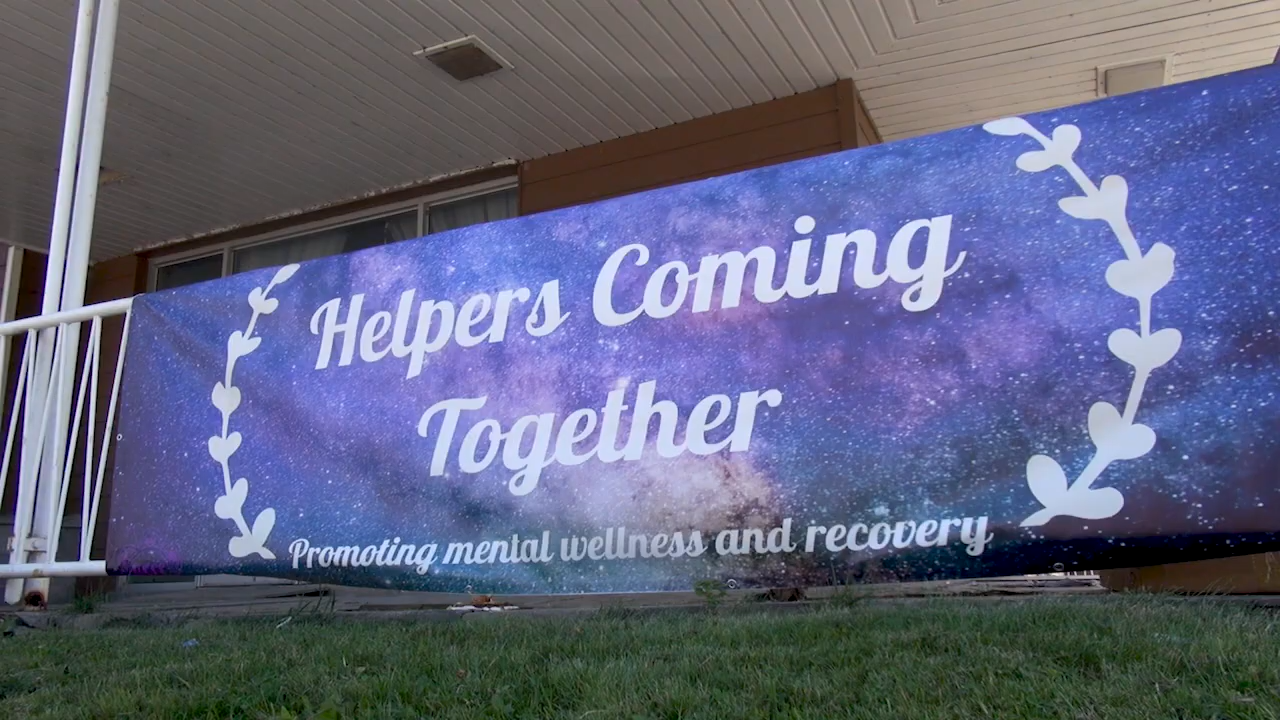 Helpers Coming
Together
Promoting mental wellness and recovery